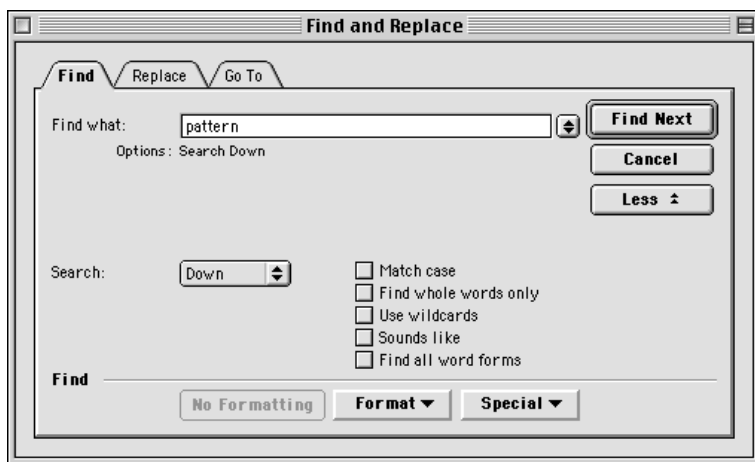 Find and Replace
Find Replace Go To
Find what: pattern Find Next
Options: Search Down Cancel
Less
Search: Down Match case
Find whole words only
Use wildcards
Sounds like
Find all word forms
Find
No Formatting Format Special